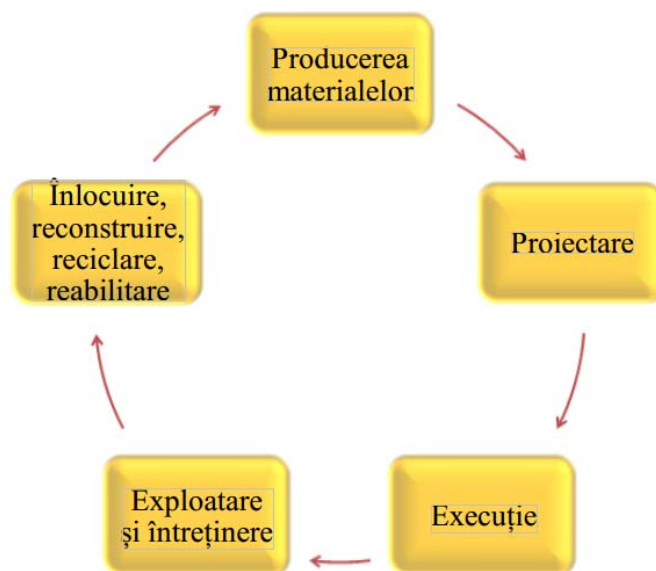 Producerea
materialelor
Proiectare
Execuție
Exploatare
și întreținere
Înlocuire,
reconstruire,
reciclare,
reabilitare